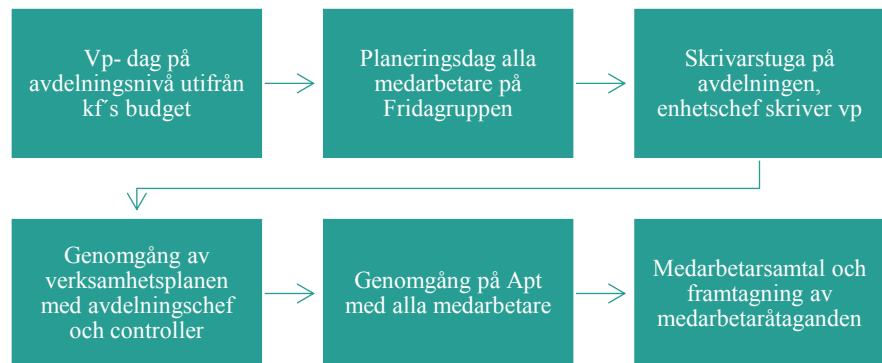 Vp- dag på
avdelningsnivå utifrån
kf´s budget
Planeringsdag alla
medarbetare på
Fridagruppen
Skrivarstuga på
avdelningen,
enhetschef skriver vp
Genomgång av
verksamhetsplanen
med avdelningschef
och controller
Genomgång på Apt
med alla medarbetare
Medarbetarsamtal och
framtagning av
medarbetaråtaganden